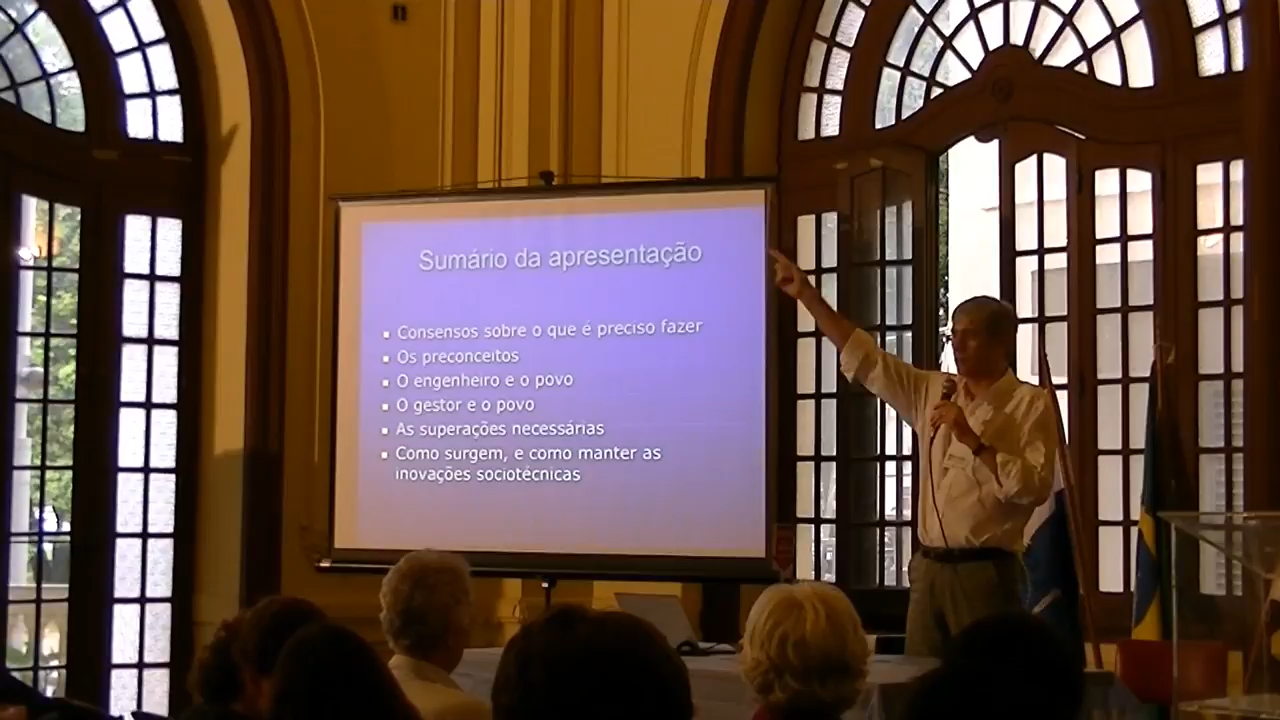 Sumário da apresentação
Consensos sobre o que é preciso fazer
Os preconceitos
O engenheiro e o povo
O gestor e o povo
As superações necessárias
Como surgem, e como manter as
inovações sociotécnicas